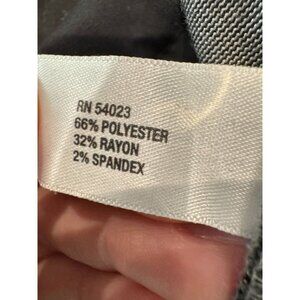 RN 54023
66% POLYESTER
32% RAYON
2% SPANDEX